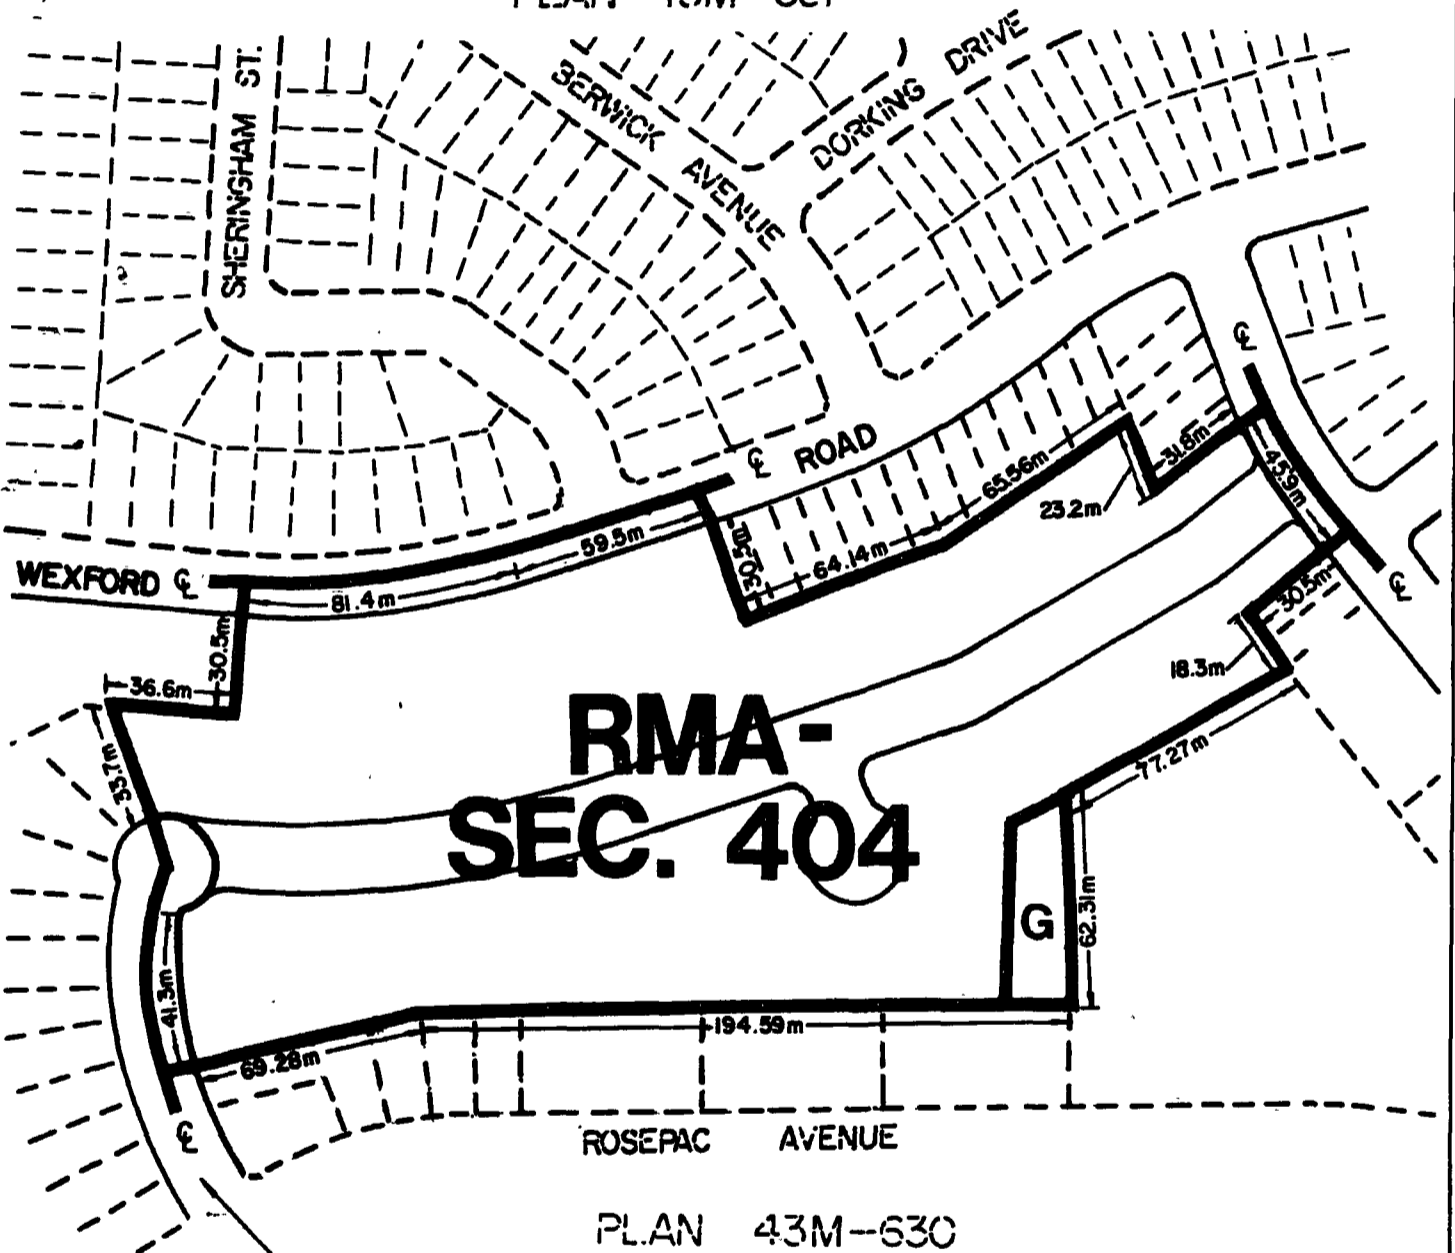 SHERINGHAM ST.
BERWICK AVENUE
DORKING DRIVE
WEXFORD ℄
℄ ROAD
℄
℄
81.4m
59.5m
30.5m
64.14m
65.56m
23.2m
31.8m
45.9m
30.5m
18.3m
77.27m
36.6m
30.5m
33.7m
RMA-
SEC. 404
G
62.31m
41.3m
69.28m
194.59m
℄
ROSEPAC AVENUE
PLAN 43M-630